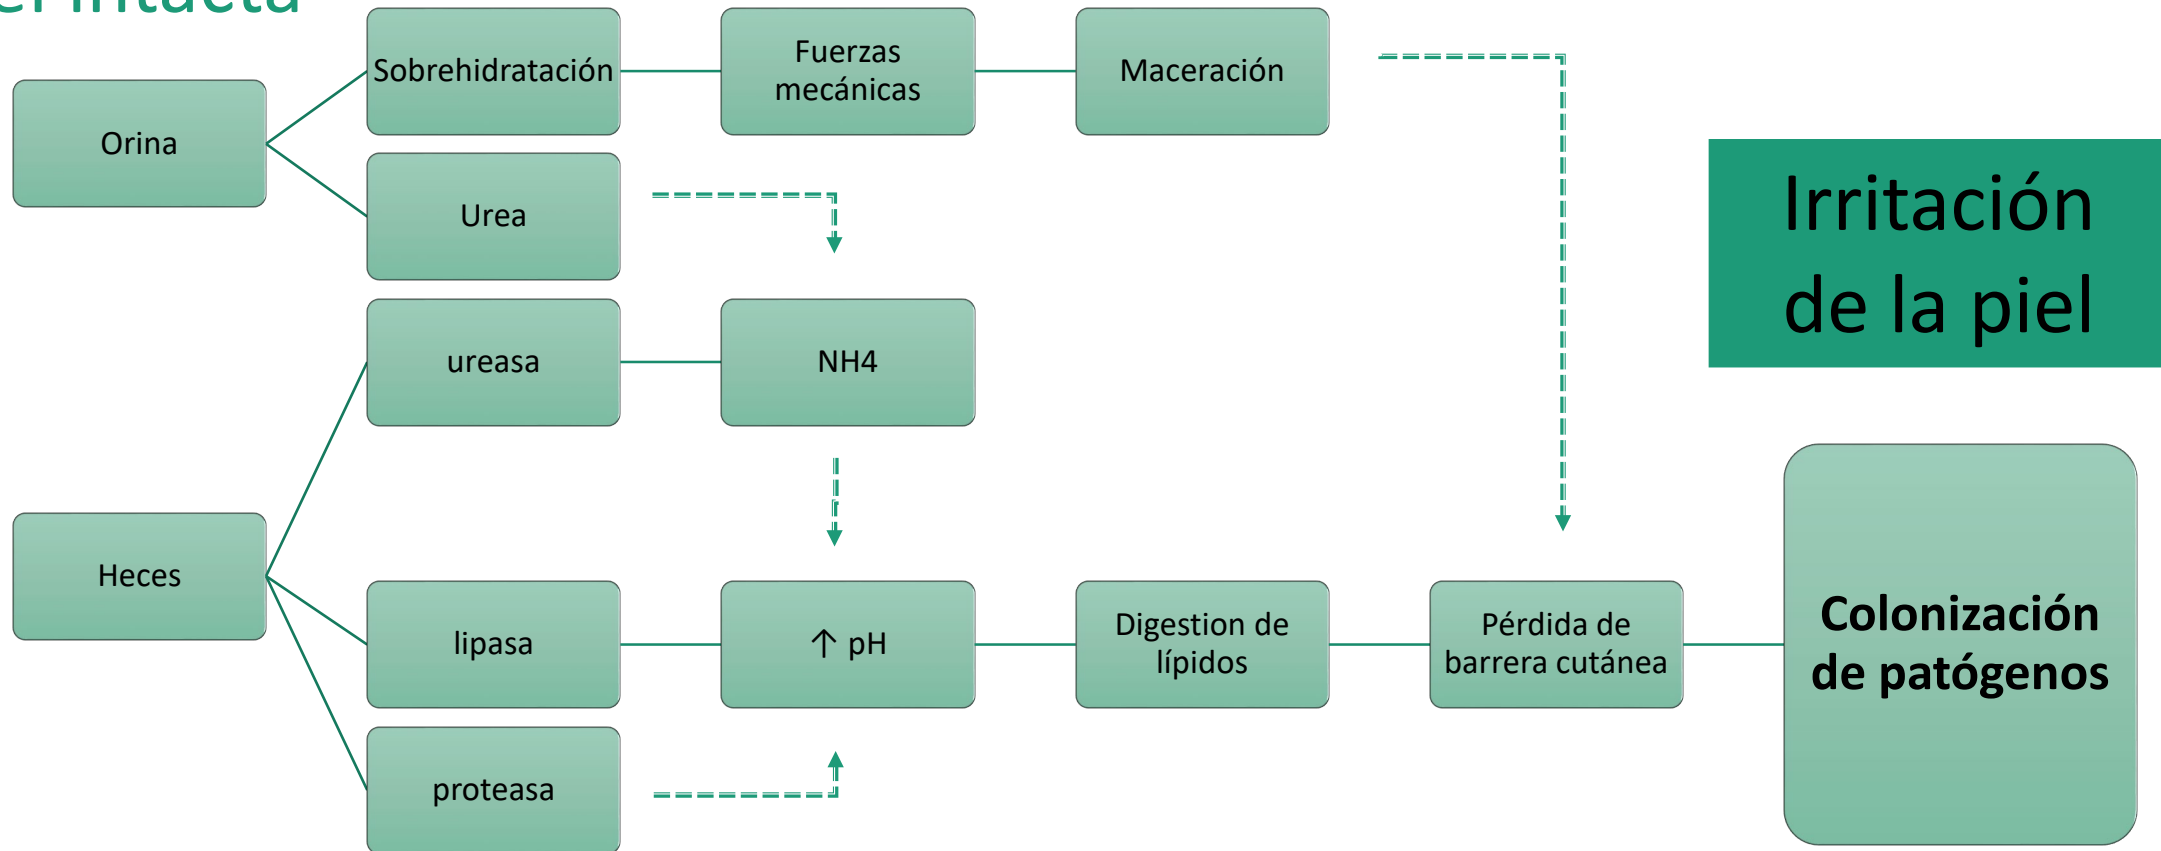 intacta
Sobrehidratación
Fuerzas
mecánicas
Maceración
Orina
Urea
Irritación
de la piel
ureasa
NH4
Heces
lipasa
↑ pH
Digestion de
lípidos
Pérdida de
barrera cutánea
Colonización
de patógenos
proteasa